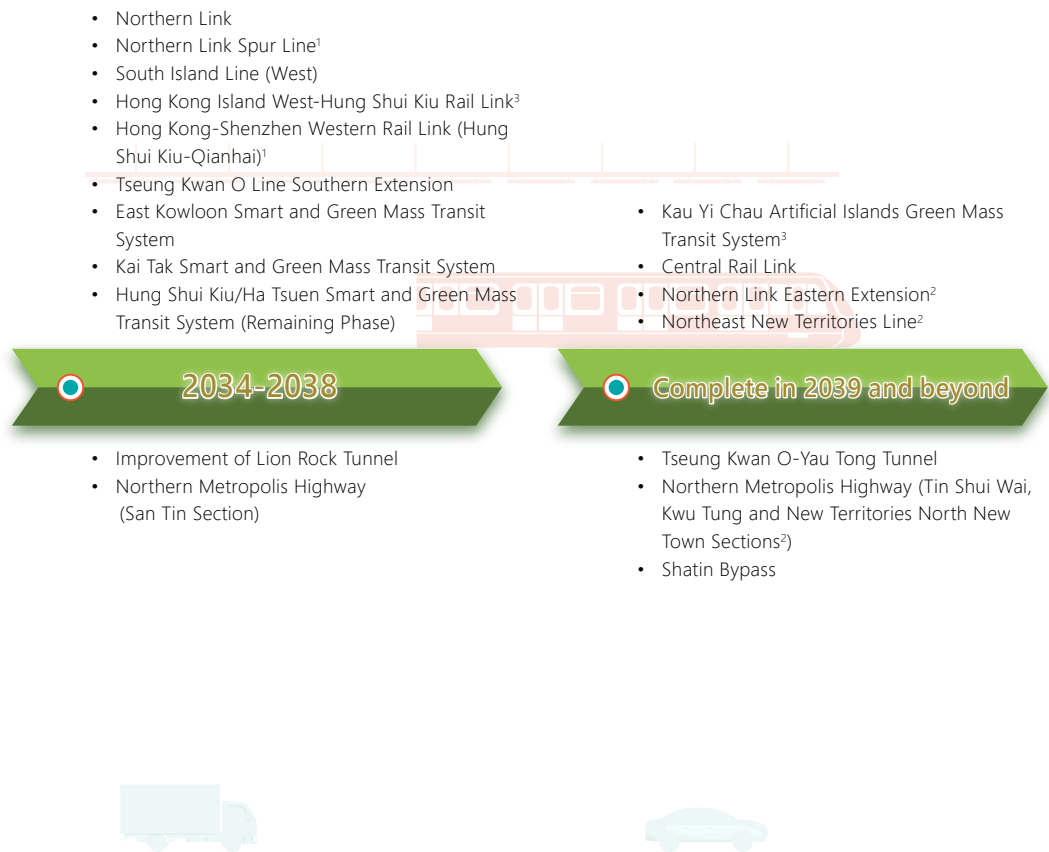 • Northern Link
• Northern Link Spur Line¹
• South Island Line (West)
• Hong Kong Island West-Hung Shui Kiu Rail Link³
• Hong Kong-Shenzhen Western Rail Link (Hung
Shui Kiu-Qianhai)¹
• Tseung Kwan O Line Southern Extension
• East Kowloon Smart and Green Mass Transit
System
• Kai Tak Smart and Green Mass Transit System
• Hung Shui Kiu/Ha Tsuen Smart and Green Mass
Transit System (Remaining Phase)
2034-2038
• Improvement of Lion Rock Tunnel
• Northern Metropolis Highway
(San Tin Section)
• Kau Yi Chau Artificial Islands Green Mass
Transit System³
• Central Rail Link
• Northern Link Eastern Extension²
• Northeast New Territories Line²
Complete in 2039 and beyond
• Tseung Kwan O-Yau Tong Tunnel
• Northern Metropolis Highway (Tin Shui Wai,
Kwu Tung and New Territories North New
Town Sections²)
• Shatin Bypass